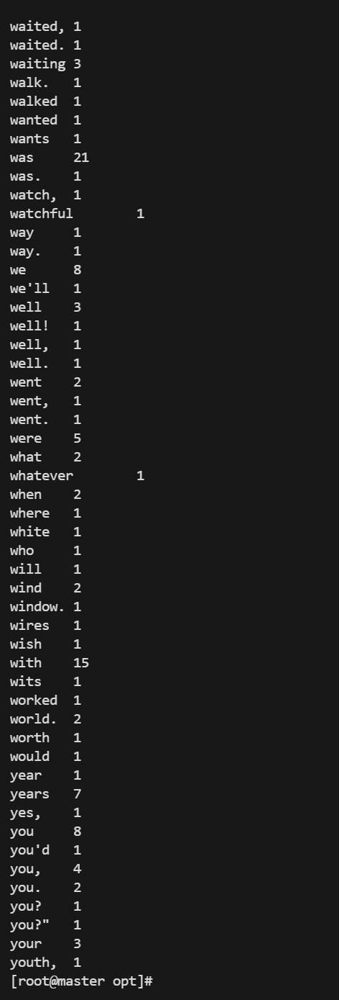 waited, 1
waited. 1
waiting 3
walk. 1
walked 1
wanted 1
wants 1
was 21
was. 1
watch, 1
watchful 1
way 1
way. 1
we 8
we'll 1
well 3
well! 1
well, 1
well. 1
went 2
went, 1
went. 1
were 5
what 2
whatever 1
when 2
where 1
white 1
who 1
will 1
wind 2
window. 1
wires 1
wish 1
with 15
wits 1
worked 1
world. 2
worth 1
would 1
year 1
years 7
yes, 1
you 8
you'd 1
you, 4
you. 2
you? 1
you?" 1
your 3
youth, 1
[root@master opt]#